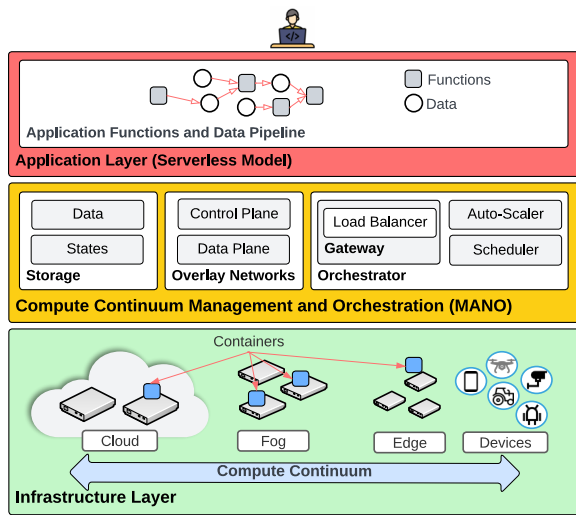 Functions
Data
Application Functions and Data Pipeline
Application Layer (Serverless Model)
Data
States
Storage
Control Plane
Data Plane
Overlay Networks
Load Balancer
Gateway
Orchestrator
Auto-Scaler
Scheduler
Compute Continuum Management and Orchestration (MANO)
Containers
Cloud
Fog
Edge
Devices
Compute Continuum
Infrastructure Layer